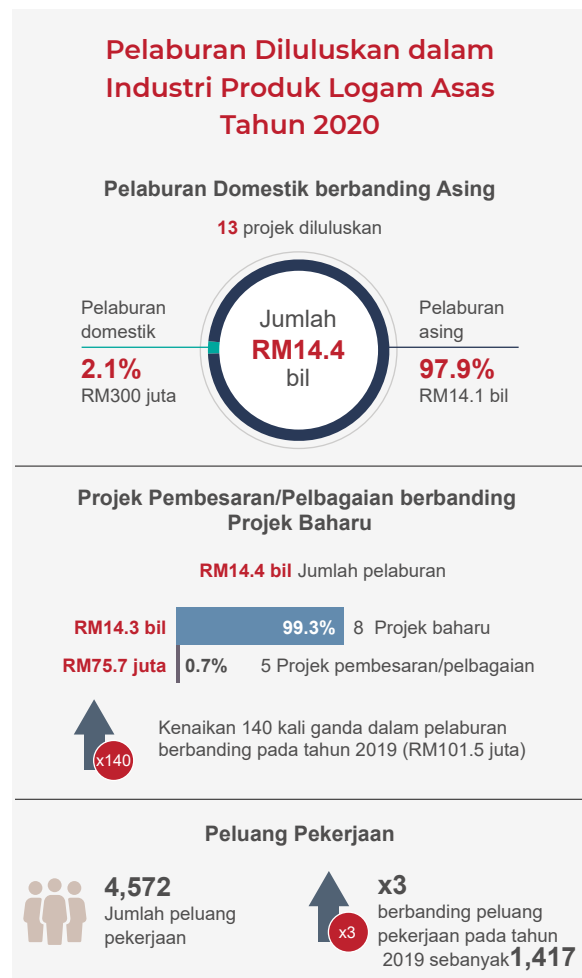 Pelaburan Diluluskan dalam
Industri Produk Logam Asas
Tahun 2020
Pelaburan Domestik berbanding Asing
13 projek diluluskan
Pelaburan
domestik
2.1%
RM300 juta
Jumlah
RM14.4
bil
Pelaburan
asing
97.9%
RM14.1 bil
Projek Pembesaran/Pelbagaian berbanding
Projek Baharu
RM14.4 bil Jumlah pelaburan
RM14.3 bil 99.3% 8 Projek baharu
RM75.7 juta 0.7% 5 Projek pembesaran/pelbagaian
x140
Kenaikan 140 kali ganda dalam pelaburan
berbanding pada tahun 2019 (RM101.5 juta)
Peluang Pekerjaan
4,572
Jumlah peluang
pekerjaan
x3
x3
berbanding peluang
pekerjaan pada tahun
2019 sebanyak1,417